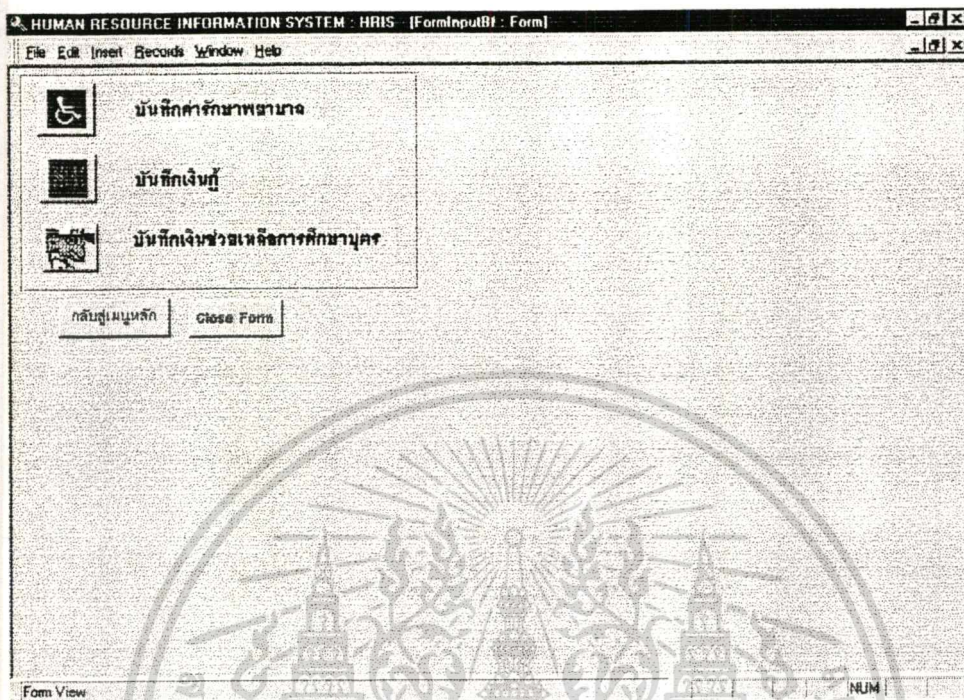 HUMAN RESOURCE INFORMATION SYSTEM : HRIS - [FormInputBf : Form]
File Edit Insert Records Window Help
บันทึกค่ารักษาพยาบาล
บันทึกเงินกู้
บันทึกเงินช่วยเหลือการศึกษาบุตร
กลับสู่เมนูหลัก Close Form
Form View NUM